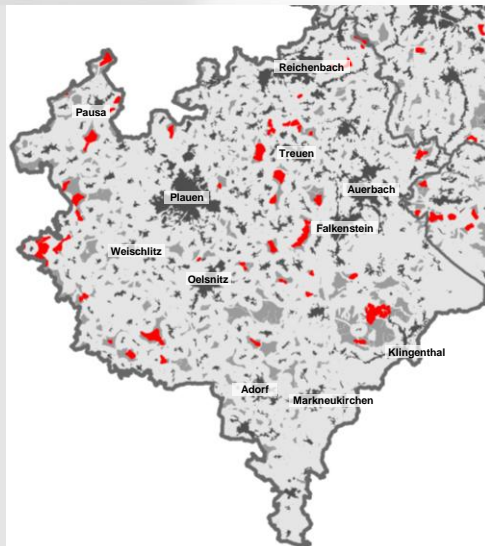 Reichenbach
Pausa
Treuen
Auerbach
Plauen
Falkenstein
Weischlitz
Oelsnitz
Klingenthal
Adorf
Markneukirchen